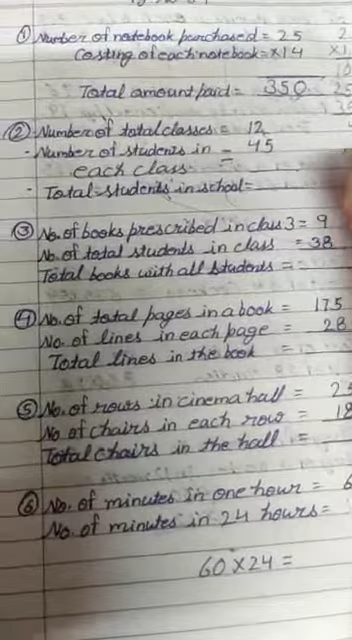 ① Number of notebook purchased = 25
Costing of each notebook = ×14
Total amount paid = 350
② Number of total classes = 12
- Number of students in = 45
each class
- Total students in school =
③ No. of books prescribed in class 3 = 9
No. of total students in class = 38
Total books with all students =
④ No. of total pages in a book = 175
No. of lines in each page = 28
Total lines in the book =
⑤ No. of rows in cinema hall = 2
No. of chairs in each row = 1
Total chairs in the hall =
⑥ No. of minutes in one hour = 6
No. of minutes in 24 hours =
60 × 24 =